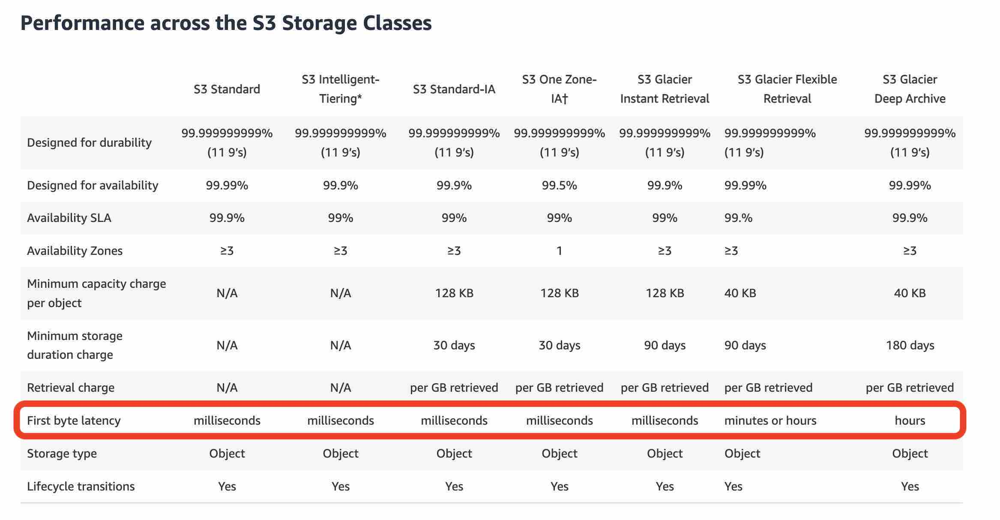 Performance across the S3 Storage Classes
S3 Standard S3 Intelligent-Tiering* S3 Standard-IA S3 One Zone-IA† S3 Glacier Instant Retrieval S3 Glacier Flexible Retrieval S3 Glacier Deep Archive
Designed for durability 99.999999999% (11 9’s) 99.999999999% (11 9’s) 99.999999999% (11 9’s) 99.999999999% (11 9’s) 99.999999999% (11 9’s) 99.999999999% (11 9’s) 99.999999999% (11 9’s)
Designed for availability 99.99% 99.9% 99.9% 99.5% 99.9% 99.99% 99.99%
Availability SLA 99.9% 99% 99% 99% 99% 99.% 99.9%
Availability Zones ≥3 ≥3 ≥3 1 ≥3 ≥3 ≥3
Minimum capacity charge per object N/A N/A 128 KB 128 KB 128 KB 40 KB 40 KB
Minimum storage duration charge N/A N/A 30 days 30 days 90 days 90 days 180 days
Retrieval charge N/A N/A per GB retrieved per GB retrieved per GB retrieved per GB retrieved per GB retrieved
First byte latency milliseconds milliseconds milliseconds milliseconds milliseconds minutes or hours hours
Storage type Object Object Object Object Object Object Object
Lifecycle transitions Yes Yes Yes Yes Yes Yes Yes